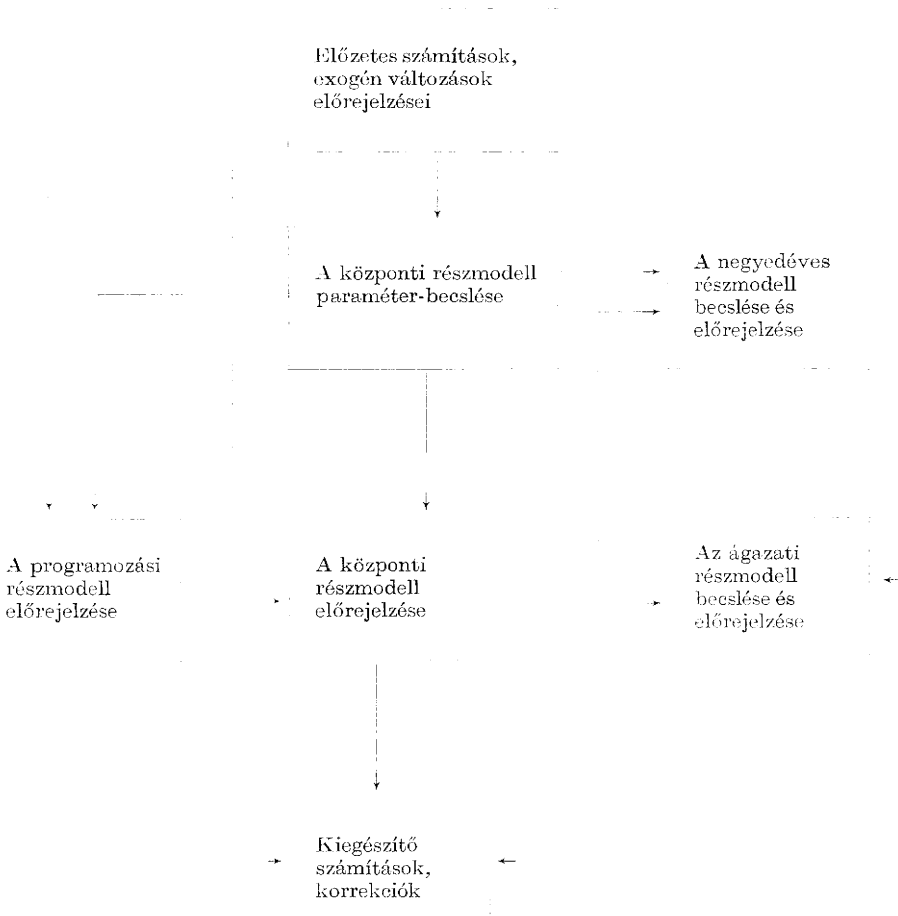 Előzetes számítások,
exogén változások
előrejelzései
A központi részmodell
paraméter-becslése
A negyedéves
részmodell
becslése és
előrejelzése
A programozási
részmodell
előrejelzése
A központi
részmodell
előrejelzése
Az ágazati
részmodell
becslése és
előrejelzése
Kiegészítő
számítások,
korrekciók